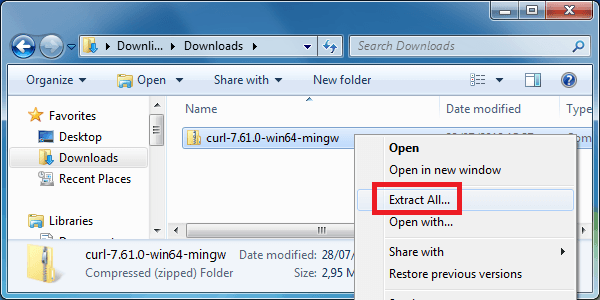 Downli...
Downloads
Search Downloads
Organize
Open
Share with
New folder
Favorites
Desktop
Downloads
Recent Places
Libraries
Name
Date modified
Type
curl-7.61.0-win64-mingw
Open
Open in new window
Extract All...
Open with...
Share with
Restore previous versions
curl-7.61.0-win64-mingw
Date modified: 28/07/
Compressed (zipped) Folder
Size: 2,95 M